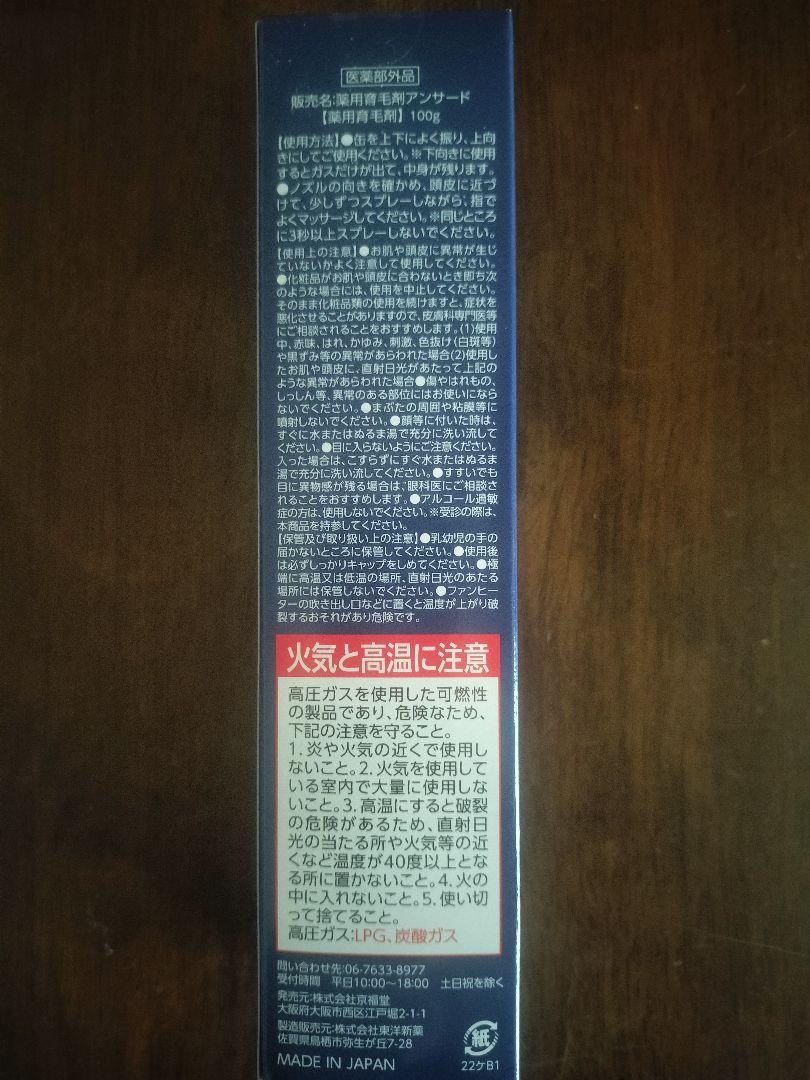 医薬部外品
販売名:薬用育毛剤アンサード
【薬用育毛剤】100g
【使用方法】●缶を上下によく振り、上向
きにしてご使用ください。※下向きに使用
するとガスだけが出て、中身が残ります。
●ノズルの向きを確かめ、頭皮に近づ
けて、少しずつスプレーしながら、指で
よくマッサージしてください。※同じところ
に3秒以上スプレーしないでください。
【使用上の注意】●お肌や頭皮に異常が生じ
ていないかよく注意して使用してください。
●化粧品がお肌や頭皮に合わないとき即ち次
のような場合には、使用を中止してください。
そのまま化粧品類の使用を続けますと、症状を
悪化させることがありますので、皮膚科専門医等
にご相談されることをおすすめします。(1)使用
中、赤味、はれ、かゆみ、刺激、色抜け(白斑等)
や黒ずみ等の異常があらわれた場合(2)使用し
たお肌や頭皮に、直射日光があたって上記の
ような異常があらわれた場合●傷やはれもの、
しっしん等、異常のある部位にはお使いになら
ないでください。●まぶたの周囲や粘膜等に
噴射しないでください。●顔等に付いた時は、
すぐに水またはぬるま湯で充分に洗い流して
ください。●目に入らないようにご注意ください。
入った場合は、こすらずにすぐ水またはぬるま
湯で充分に洗い流してください。●すすいでも
目に異物感が残る場合は、眼科医にご相談さ
れることをおすすめします。●アルコール過敏
症の方は、使用しないでください。※受診の際は、
本商品を持参してください。
【保管及び取り扱い上の注意】●乳幼児の手の
届かないところに保管してください。●使用後
は必ずしっかりキャップをしめてください。●極
端に高温又は低温の場所、直射日光のあたる
場所には保管しないでください。●ファンヒー
ターの吹き出し口などに置くと温度が上がり破
裂するおそれがあり危険です。
火気と高温に注意
高圧ガスを使用した可燃性
の製品であり、危険なため、
下記の注意を守ること。
1.炎や火気の近くで使用し
ないこと。2.火気を使用して
いる室内で大量に使用しな
いこと。3.高温にすると破裂
の危険があるため、直射日
光の当たる所や火気等の近
くなど温度が40度以上とな
る所に置かないこと。4.火の
中に入れないこと。5.使い切
って捨てること。
高圧ガス:LPG、炭酸ガス
問い合わせ先:06-7633-8977
受付時間 平日10:00~18:00 土日祝を除く
発売元:株式会社京福堂
大阪府大阪市西区江戸堀2-1-1
製造販売元:株式会社東洋新薬
佐賀県鳥栖市弥生が丘7-28
MADE IN JAPAN
紙
22ケB1